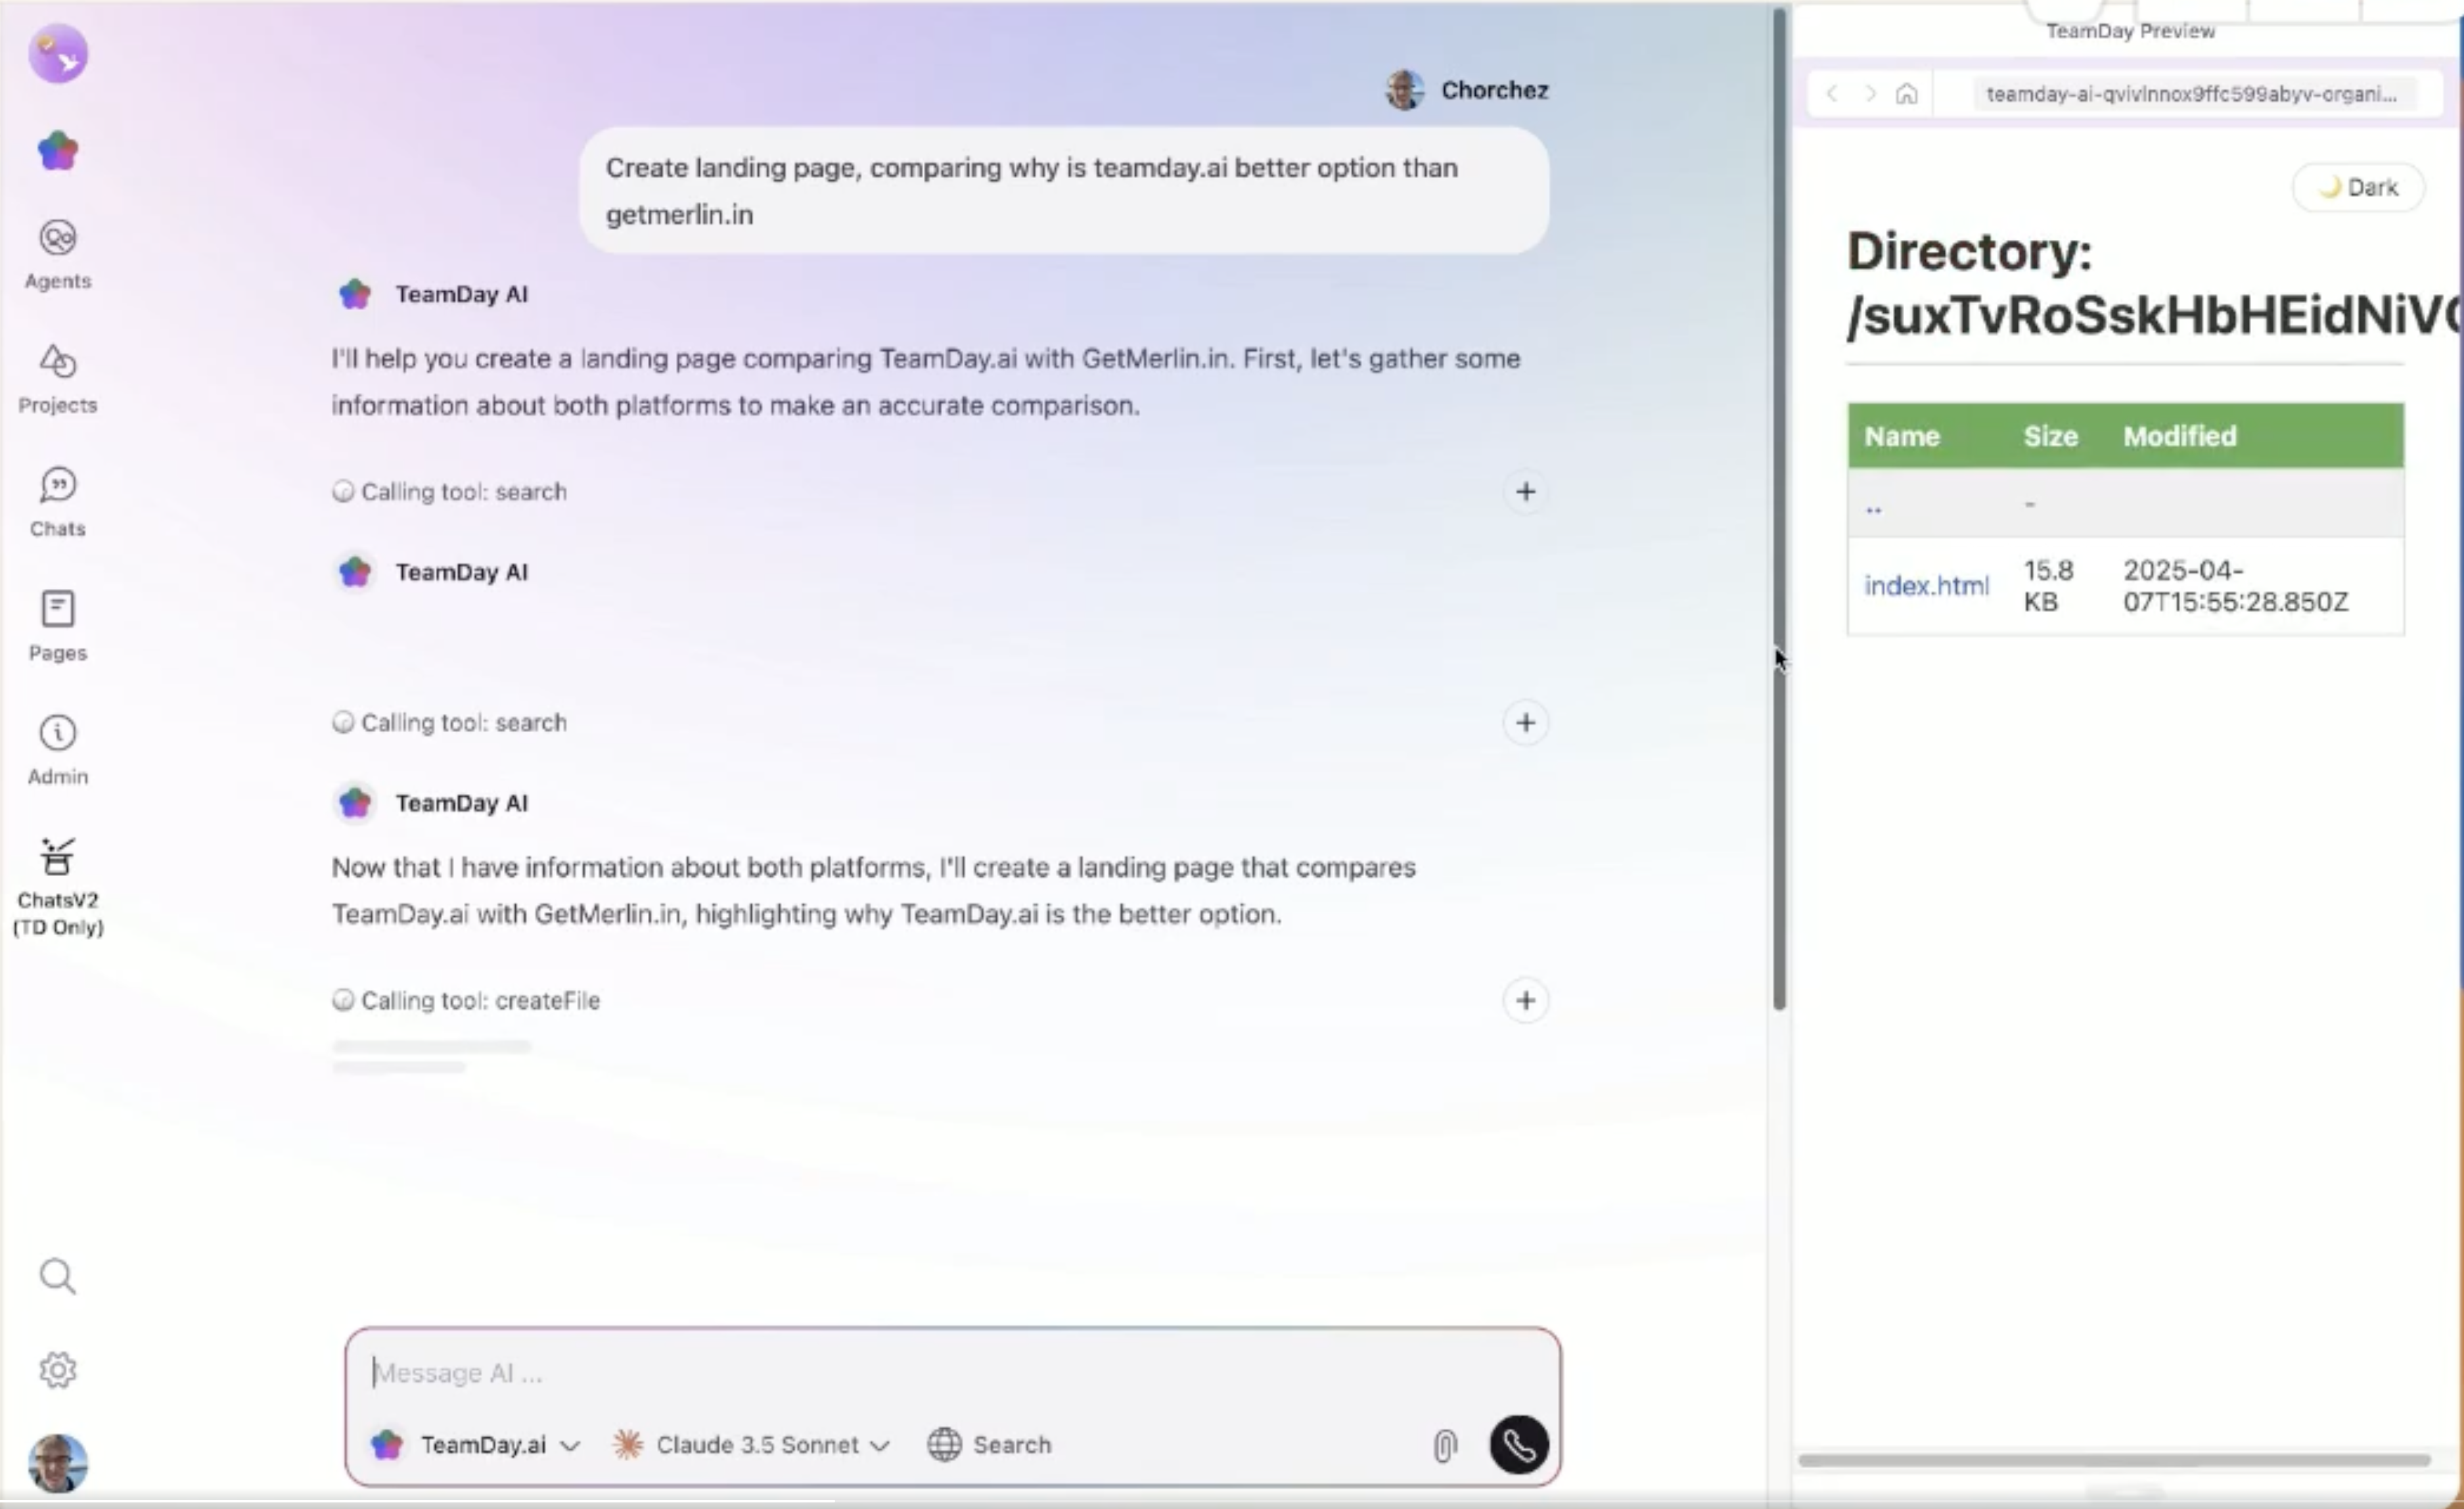 Agents
Projects
Chats
Pages
Admin
ChatsV2
(TD Only)
Chorchez
Create landing page, comparing why is teamday.ai better option than
getmerlin.in
TeamDay AI
I'll help you create a landing page comparing TeamDay.ai with GetMerlin.in. First, let's gather some
information about both platforms to make an accurate comparison.
Calling tool: search
TeamDay AI
Calling tool: search
TeamDay AI
Now that I have information about both platforms, I'll create a landing page that compares
TeamDay.ai with GetMerlin.in, highlighting why TeamDay.ai is the better option.
Calling tool: createFile
Message AI ...
TeamDay.ai
Claude 3.5 Sonnet
Search
TeamDay Preview
Dark
Directory:
Name Size Modified
.. -
index.html 15.8 KB 2025-04-07T15:55:28.850Z